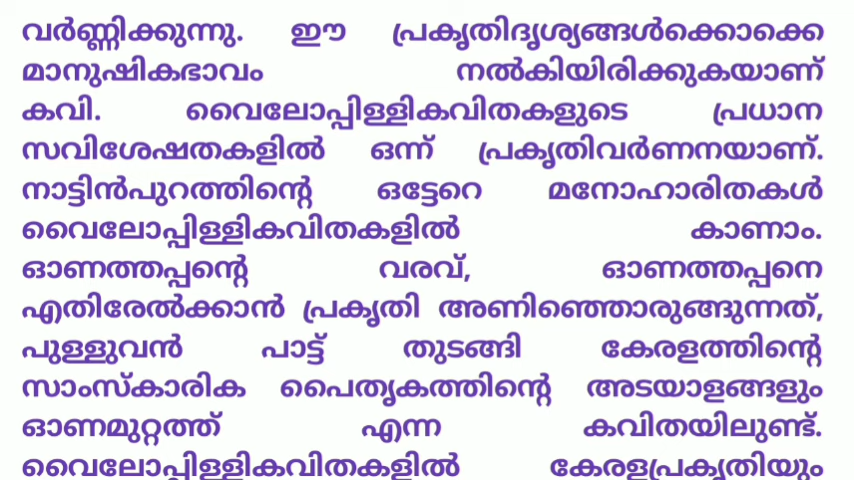 വർണ്ണിക്കുന്നു. ഈ പ്രകൃതിദൃശ്യങ്ങൾക്കൊക്കെ
മാനുഷികഭാവം നൽകിയിരിക്കുകയാണ്
കവി. വൈലോപ്പിള്ളികവിതകളുടെ പ്രധാന
സവിശേഷതകളിൽ ഒന്ന് പ്രകൃതിവർണനയാണ്.
നാട്ടിൻപുറത്തിന്റെ ഒട്ടേറെ മനോഹാരിതകൾ
വൈലോപ്പിള്ളികവിതകളിൽ കാണാം.
ഓണത്തപ്പന്റെ വരവ്, ഓണത്തപ്പനെ
എതിരേൽക്കാൻ പ്രകൃതി അണിഞ്ഞൊരുങ്ങുന്നത്,
പുള്ളുവൻ പാട്ട് തുടങ്ങി കേരളത്തിന്റെ
സാംസ്കാരിക പൈതൃകത്തിന്റെ അടയാളങ്ങളും
ഓണമുറ്റത്ത് എന്ന കവിതയിലുണ്ട്.
വൈലോപ്പിള്ളികവിതകളിൽ കേരളപ്രകൃതിയും